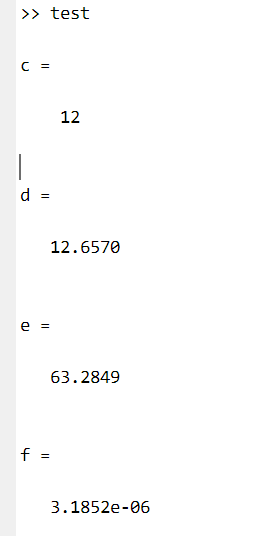 >> test
c =
12
d =
12.6570
e =
63.2849
f =
3.1852e-06